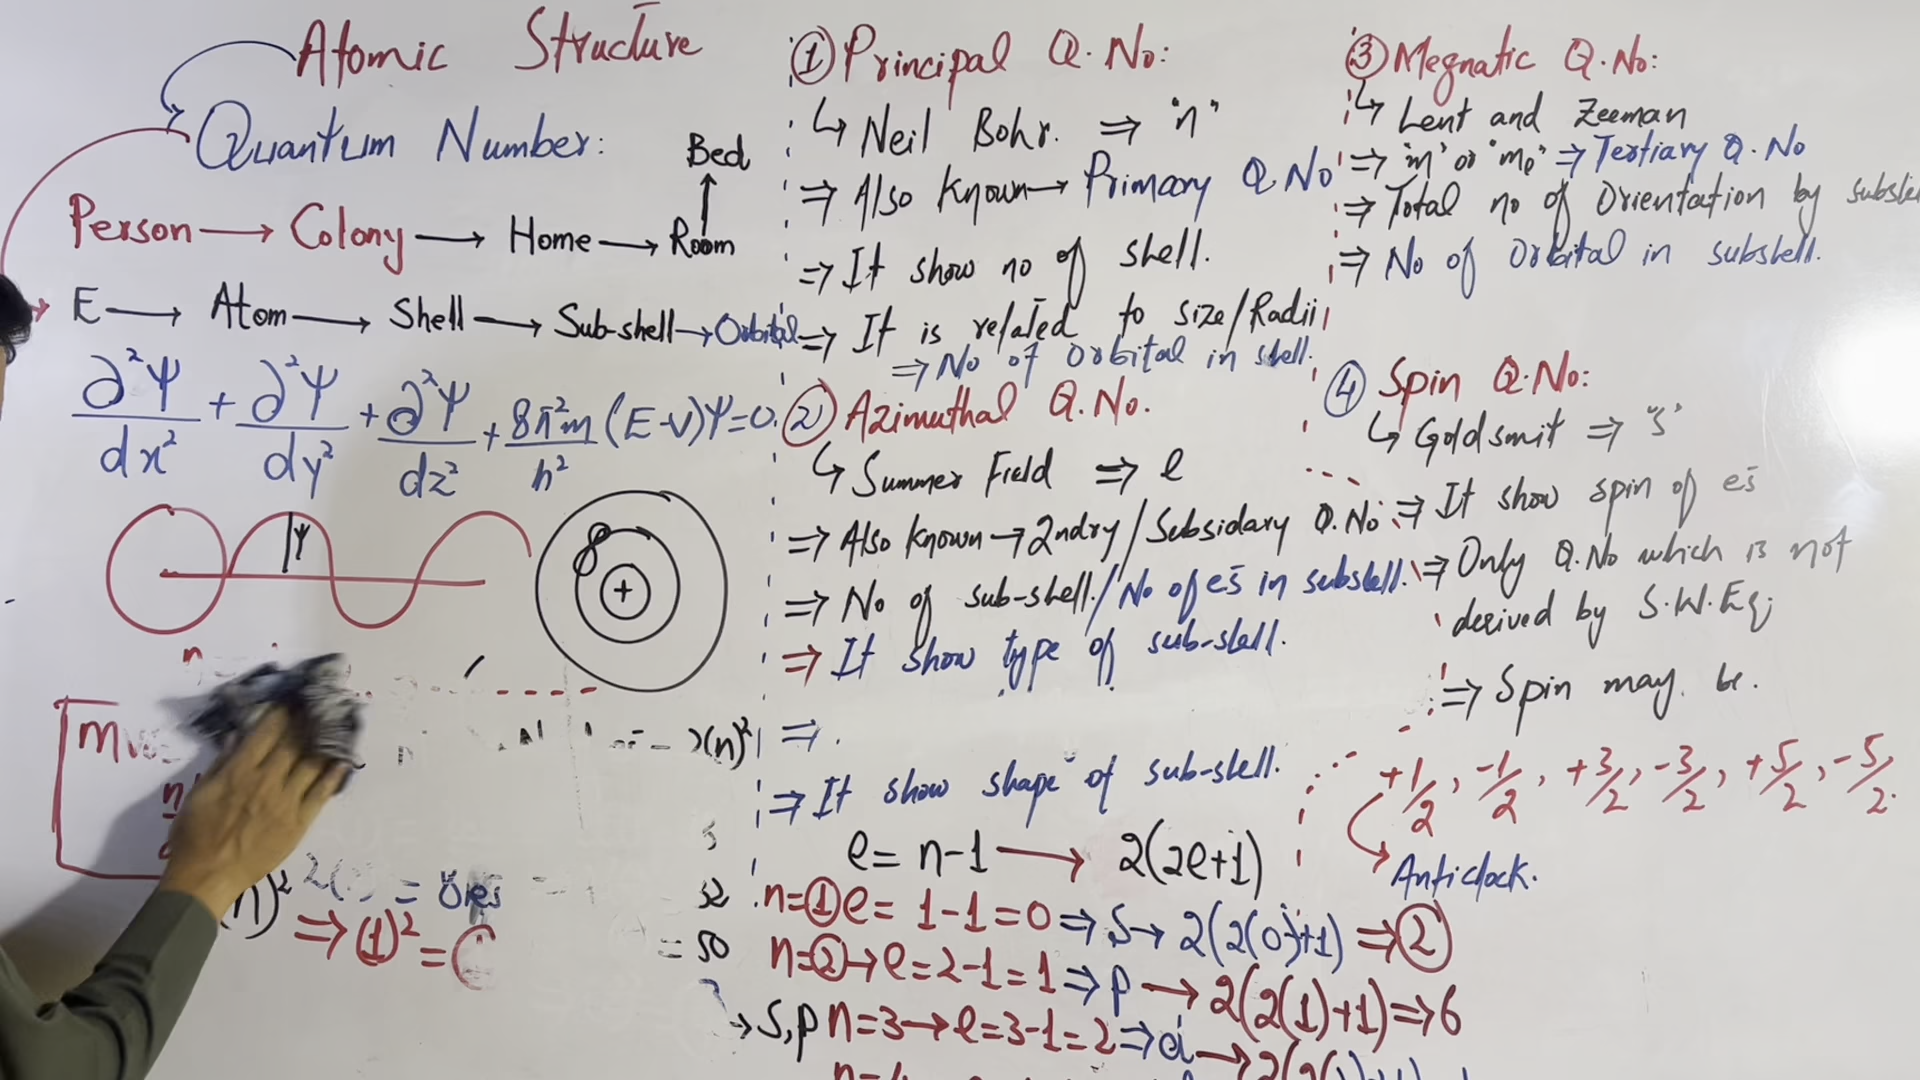 Atomic Structure
Quantum Number:
Bed
Person → Colony → Home → Room
E → Atom → Shell → Sub-shell → Orbital
∂²Ψ/dx² + ∂²Ψ/dy² + ∂²Ψ/dz² + 8π²m/h² (E-V)Ψ=0.
Ψ
+
2(n)²
= 50
⇒ (1)² =
→ S, p
① Principal Q.No:
↳ Neil Bohr. ⇒ "n"
⇒ Also Known → Primary Q.No
⇒ It show no of shell.
⇒ It is related to size/Radii
⇒ No of orbital in shell.
② Azimuthal Q.No.
↳ Summer Field ⇒ e
⇒ Also known → 2ndry/Subsidary Q.No
⇒ No of sub-shell./No of es in subshell.
⇒ It show type of sub-shell.
⇒ .
⇒ It show shape of sub-shell.
e = n-1 → 2(2e+1)
n=① e = 1-1=0 ⇒ S → 2(2(0)+1) ⇒ ②
n=② → e=2-1=1 ⇒ p → 2(2(1)+1) ⇒ 6
n=3 → e=3-1=2 ⇒ d →
③ Megnatic Q.No:
↳ Lent and Zeeman
⇒ "m" or "me" ⇒ Tertiary Q.No
⇒ Total no of Orientation by
⇒ No of orbital in subshell.
④ Spin Q.No:
↳ Goldsmit ⇒ "S"
⇒ It show spin of es
⇒ Only Q.No which is not
derived by S.W.Eq;
⇒ Spin may be.
+1/2, -1/2, +3/2, -3/2, +5/2, -5/2.
Anticlock.